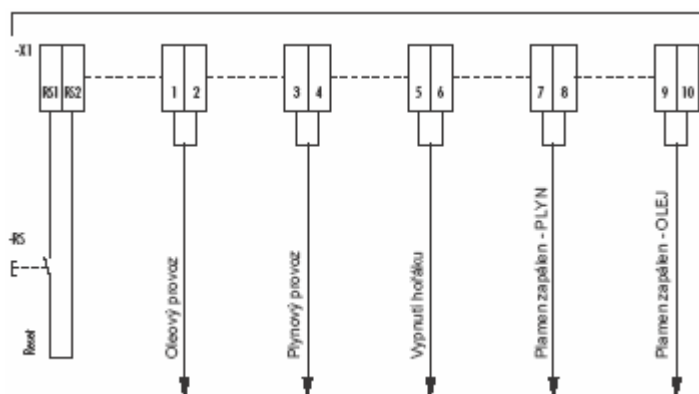 -X1
RS1 RS2 1 2 3 4 5 6 7 8 9 10
-RS
Reset
Oleový provoz
Plynový provoz
Vypnutí hořáku
Plamen zapálen - PLYN
Plamen zapálen - OLEJ